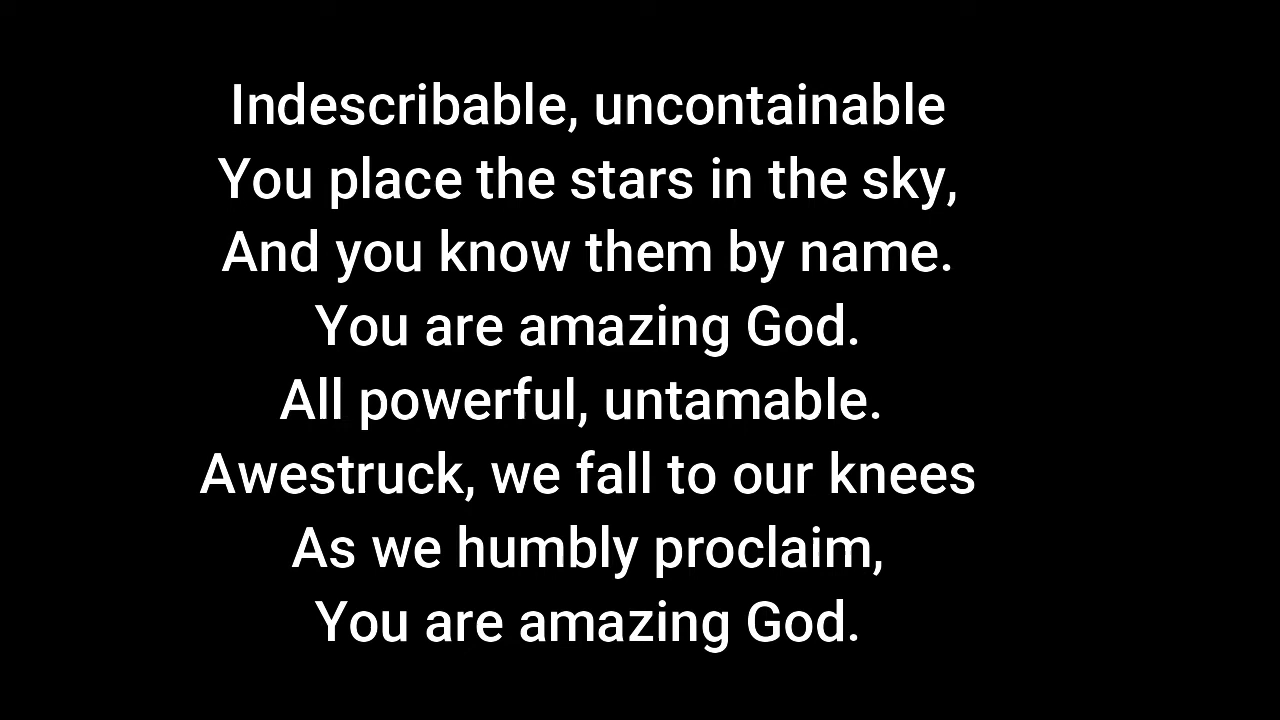 Indescribable, uncontainable
You place the stars in the sky,
And you know them by name.
You are amazing God.
All powerful, untamable.
Awestruck, we fall to our knees
As we humbly proclaim,
You are amazing God.